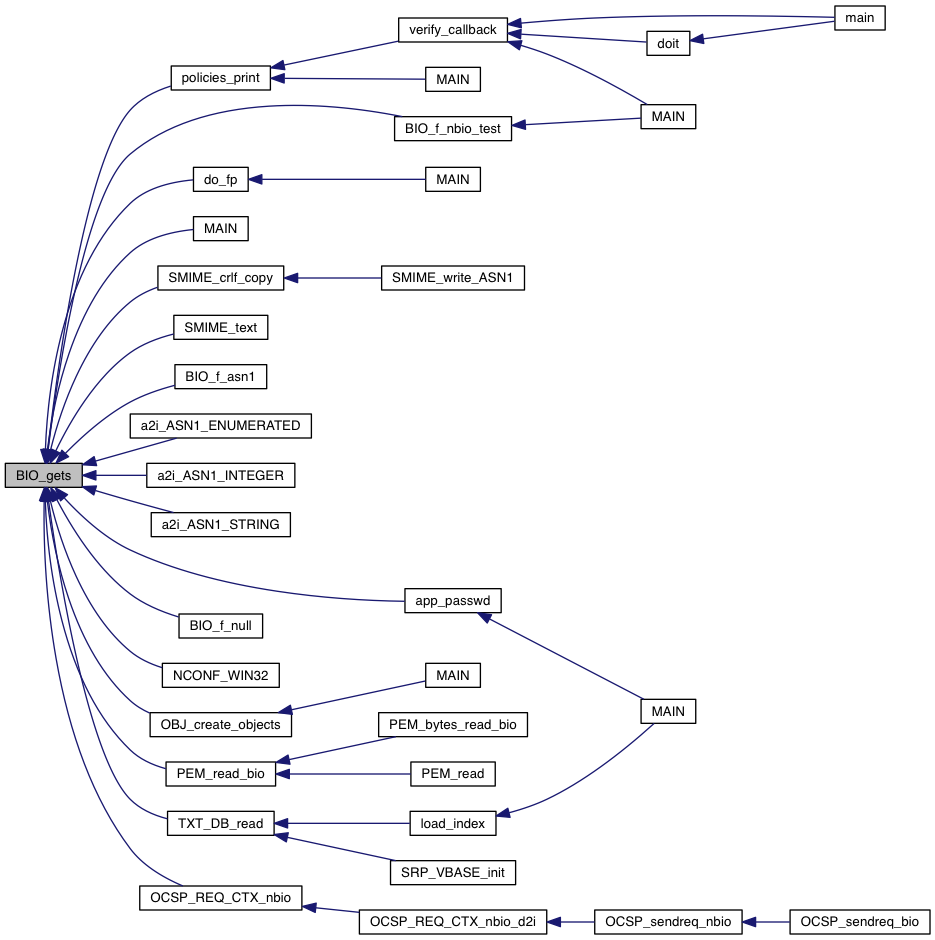 main
verify_callback
doit
policies_print
MAIN
MAIN
BIO_f_nbio_test
do_fp
MAIN
MAIN
SMIME_crlf_copy
SMIME_write_ASN1
SMIME_text
BIO_f_asn1
a2i_ASN1_ENUMERATED
BIO_gets
a2i_ASN1_INTEGER
a2i_ASN1_STRING
app_passwd
BIO_f_null
NCONF_WIN32
MAIN
MAIN
OBJ_create_objects
PEM_bytes_read_bio
PEM_read_bio
PEM_read
TXT_DB_read
load_index
SRP_VBASE_init
OCSP_REQ_CTX_nbio
OCSP_REQ_CTX_nbio_d2i
OCSP_sendreq_nbio
OCSP_sendreq_bio